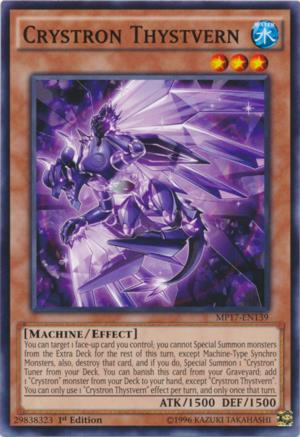 CRYSTRON THYSTVERN
WATER
水
MP17-EN139
[MACHINE/EFFECT]
You can target 1 face-up card you control; you cannot Special Summon monsters
from the Extra Deck for the rest of this turn, except Machine-Type Synchro
Monsters, also, destroy that card, and if you do, Special Summon 1 "Crystron"
Tuner from your Deck. You can banish this card from your Graveyard; add
1 "Crystron" monster from your Deck to your hand, except "Crystron Thystvern".
You can only use 1 "Crystron Thystvern" effect per turn, and only once that turn.
ATK/1500 DEF/1500
29838323 1st Edition ©1996 KAZUKI TAKAHASHI